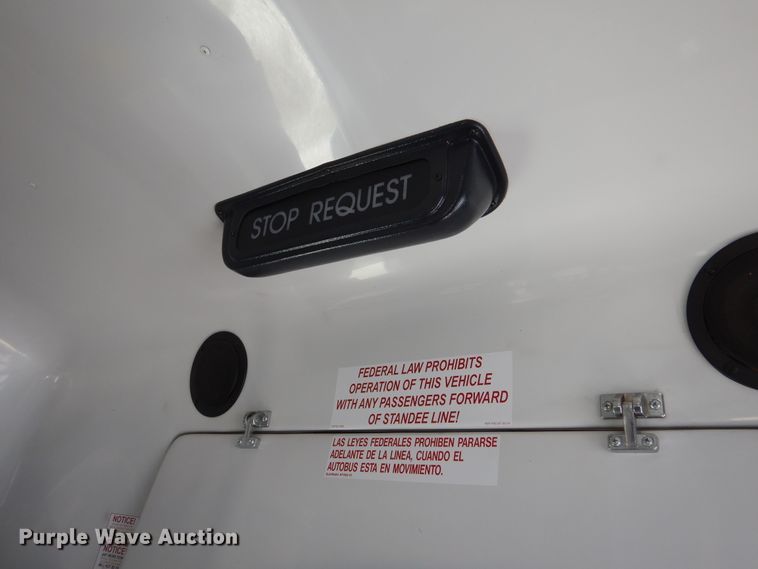 STOP REQUEST
FEDERAL LAW PROHIBITS
OPERATION OF THIS VEHICLE
WITH ANY PASSENGERS FORWARD
OF STANDEE LINE!
LAS LEYES FEDERALES PROHIBEN PARARSE
ADELANTE DE LA LINEA, CUANDO EL
AUTOBUS ESTA EN MOVIMIENTO.
NOTICE!
NOTICE
Purple Wave Auction